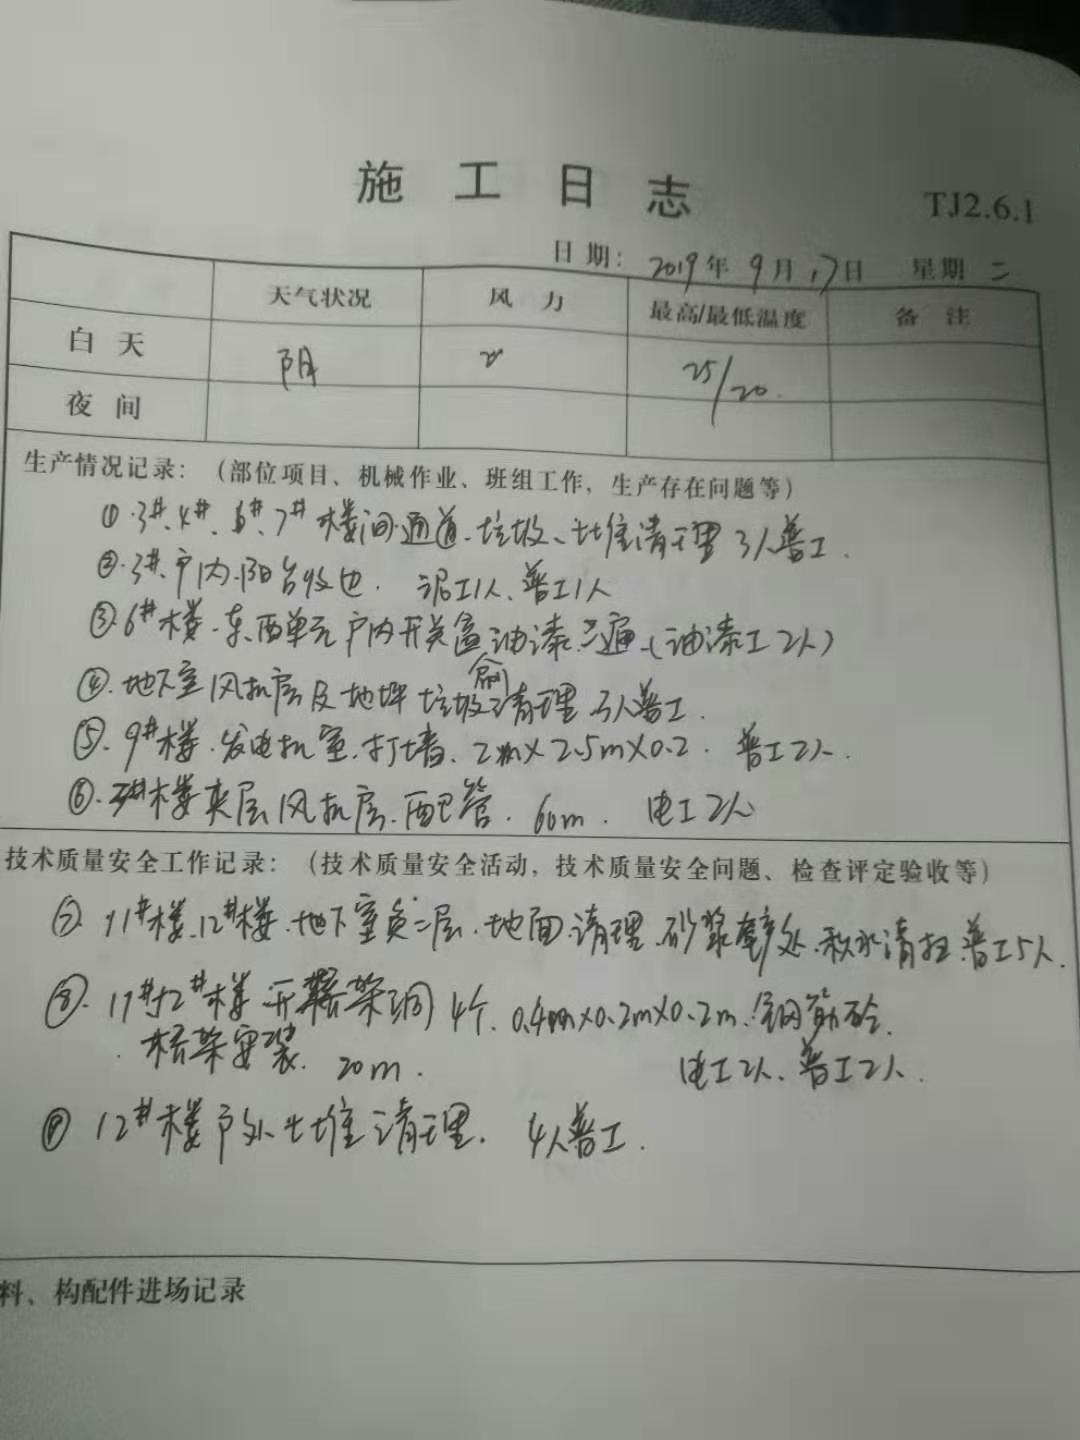 施工日志
TJ2.6.1
日期：2019年9月17日 星期二
天气状况 风力 最高/最低温度 备注
白天 阴 25/20
夜间
生产情况记录：（部位项目、机械作业、班组工作，生产存在问题等）
①.3#、4#、6#、7#楼间通道.垃圾、土堆清理 3人普工.
②.3#.户内.阳台收边. 泥工1人、普工1人
③.6#楼.东.西单元户内开关 油漆.三遍.(油漆工2人)
④.地下室风机层及地坪垃圾清理.3人普工.
⑤.9#楼.发电机室.打墙.2m×2.5m×0.2. 普工2人.
⑥. 楼夹层风机层.配管.60m. 电工2人
技术质量安全工作记录：（技术质量安全活动，技术质量安全问题、检查评定验收等）
⑦.11#楼.12#楼.地下室负二层.地面.清理.砂浆 处.积水清扫.普工5人.
⑧. 楼开桥架洞4个.0.4m×0.2m×0.2m.钢筋砼.
.桥架安装.20m. 电工2人、普工2人.
⑨ 12#楼户外土堆清理. 4人普工.
料、构配件进场记录